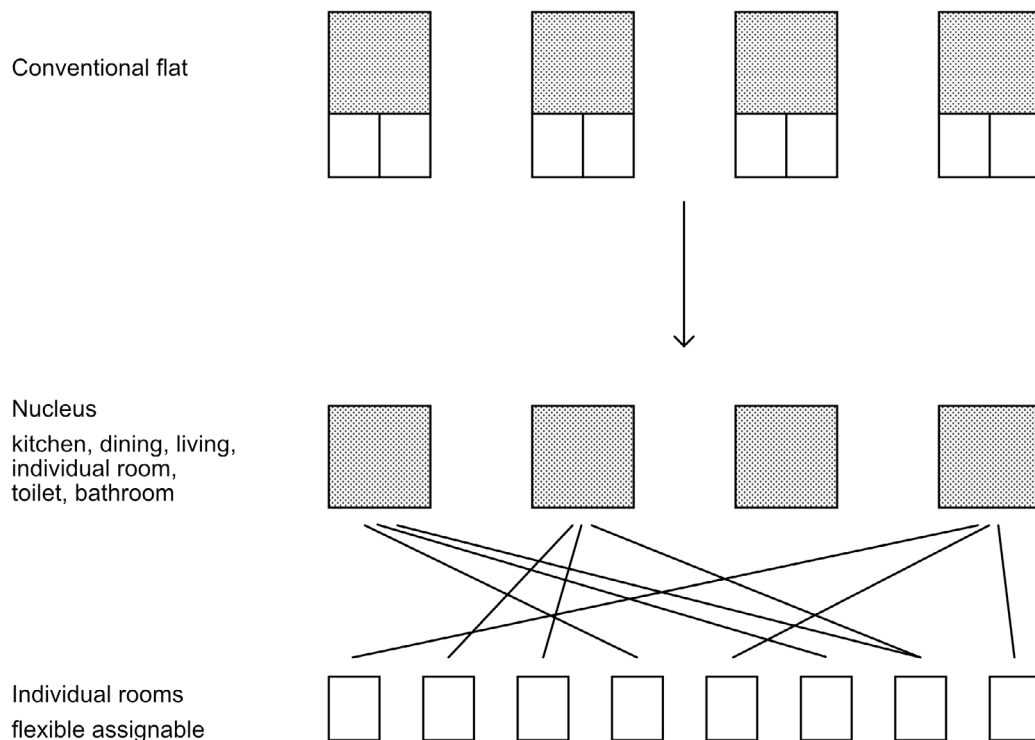 Conventional flat
Nucleus
kitchen, dining, living,
individual room,
toilet, bathroom
Individual rooms
flexible assignable